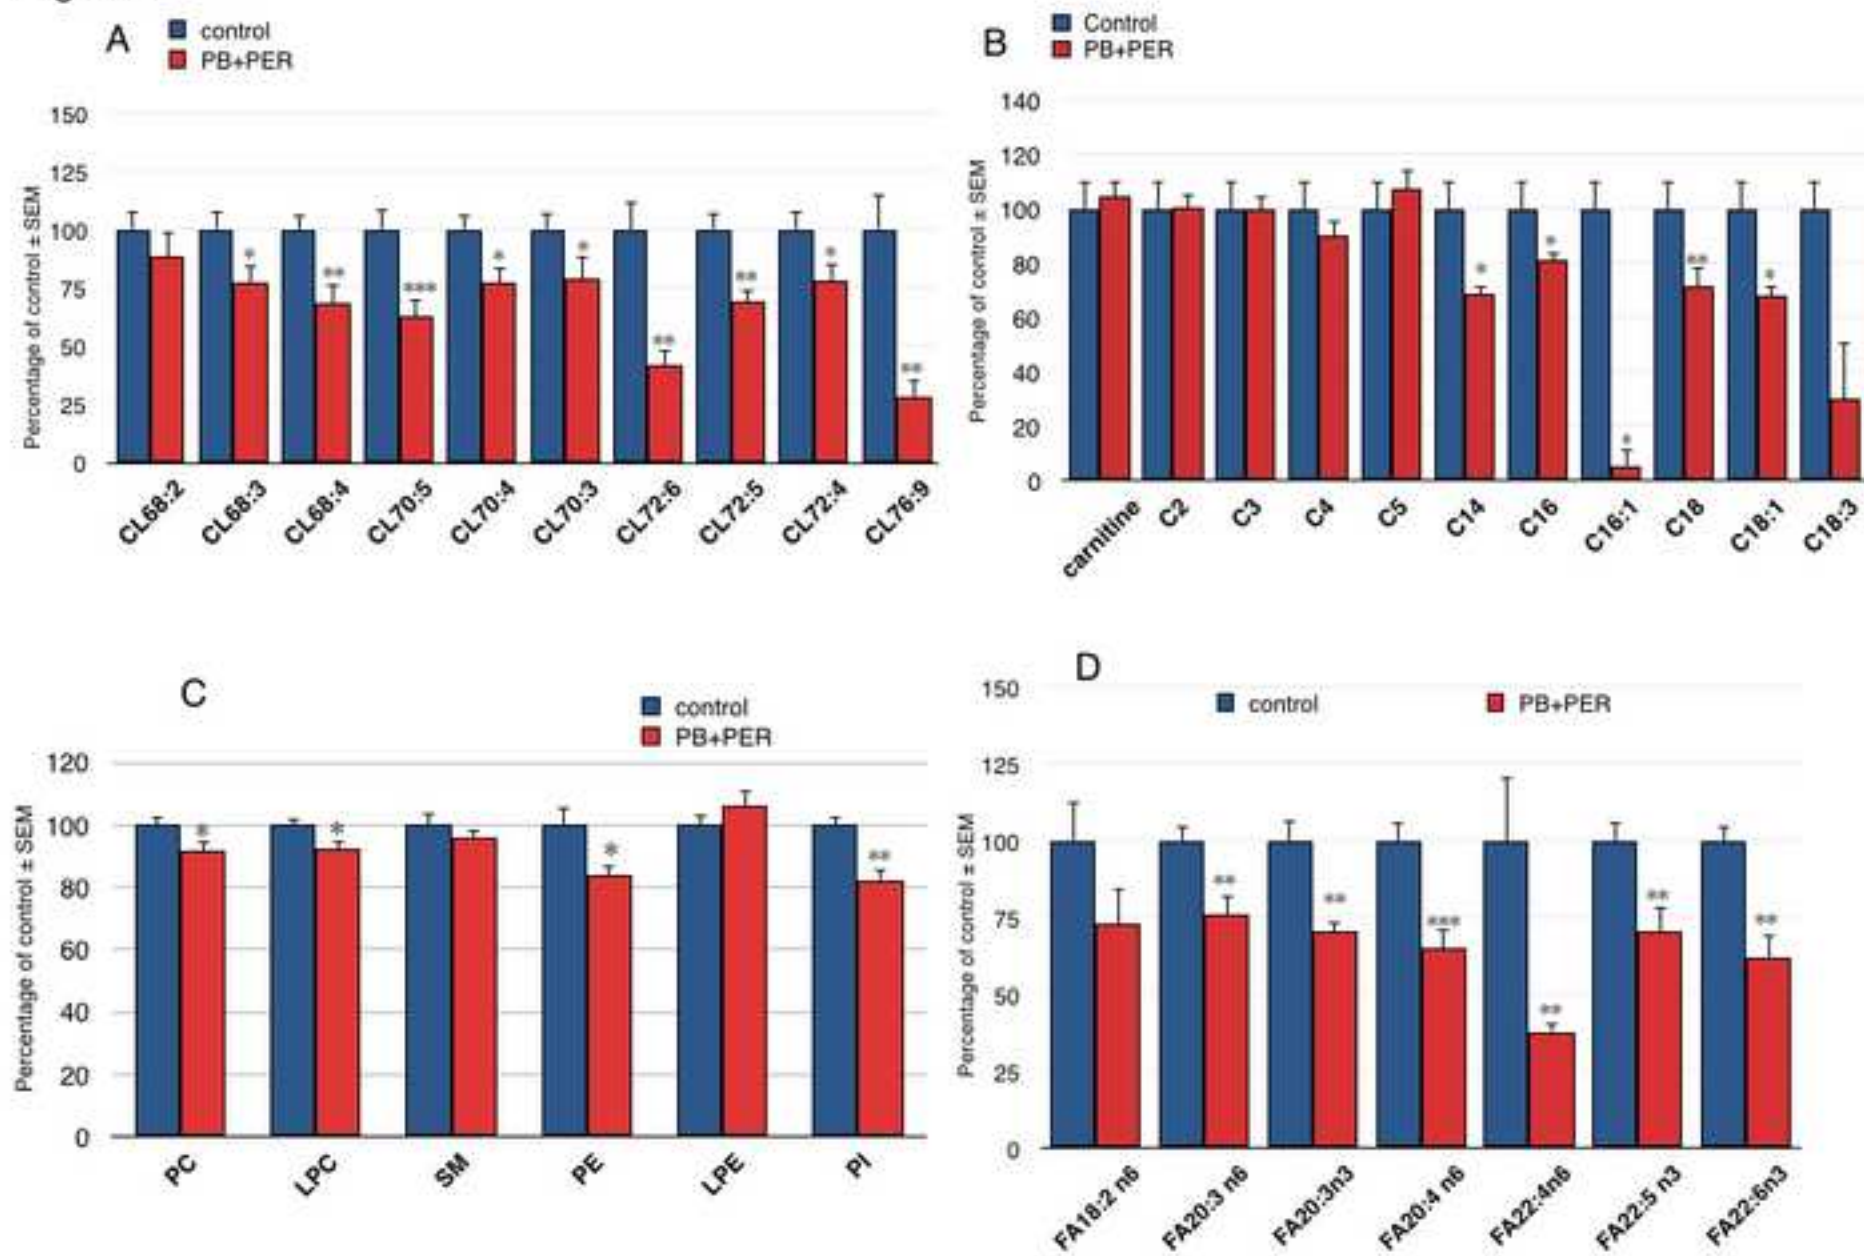 A
control
PB+PER
Percentage of control ± SEM
150
125
100
75
50
25
0
*
**
***
*
*
**
**
*
**
CL68:2
CL68:3
CL68:4
CL70:5
CL70:4
CL70:3
CL72:6
CL72:5
CL72:4
CL76:9
B
Control
PB+PER
Percentage of control ± SEM
140
120
100
80
60
40
20
0
*
*
*
**
*
carnitine
C2
C3
C4
C5
C14
C16
C16:1
C18
C18:1
C18:3
C
control
PB+PER
Percentage of control ± SEM
120
100
80
60
40
20
0
*
*
*
**
PC
LPC
SM
PE
LPE
PI
D
control
PB+PER
Percentage of control ± SEM
150
125
100
75
50
25
0
**
**
***
**
**
**
FA18:2 n6
FA20:3 n6
FA20:3n3
FA20:4 n6
FA22:4n6
FA22:5 n3
FA22:6n3